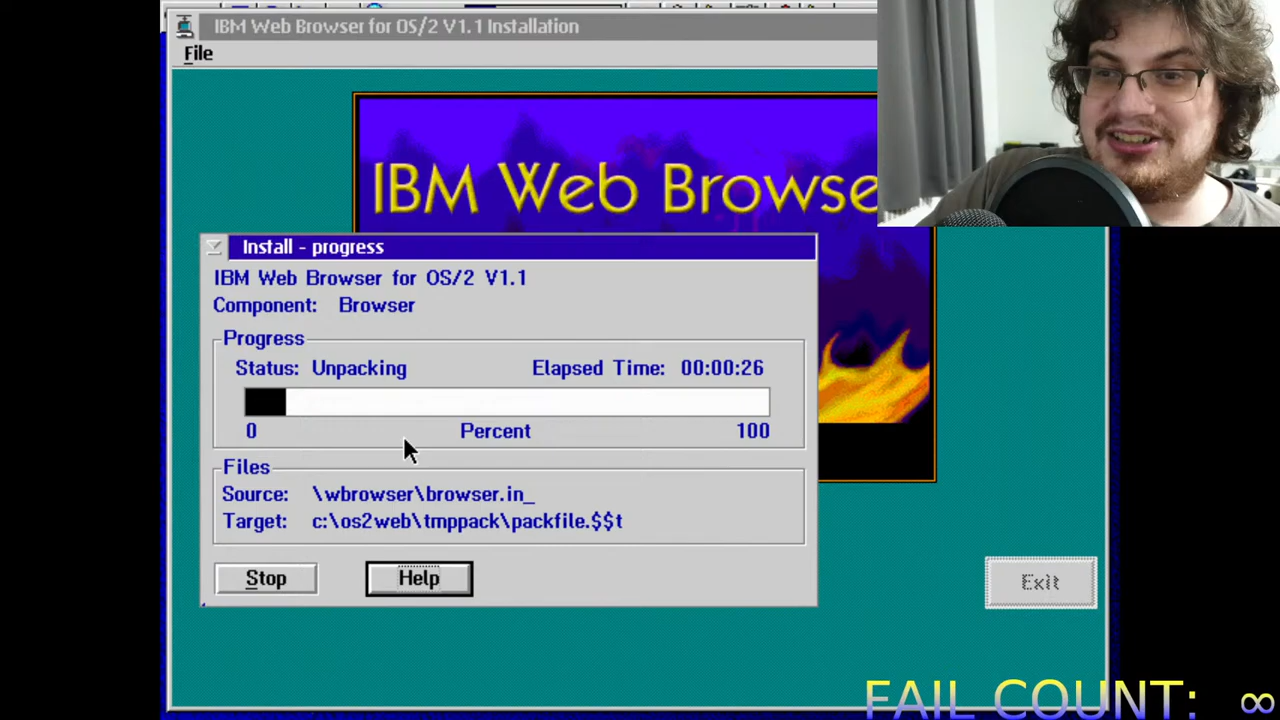 IBM Web Browser for OS/2 V1.1 Installation
File
IBM Web Browse
Install - progress
IBM Web Browser for OS/2 V1.1
Component: Browser
Progress
Status: Unpacking Elapsed Time: 00:00:26
0 Percent 100
Files
Source: \wbrowser\browser.in_
Target: c:\os2web\tmppack\packfile.$$t
Stop Help
Exit
FAIL COUNT: ∞